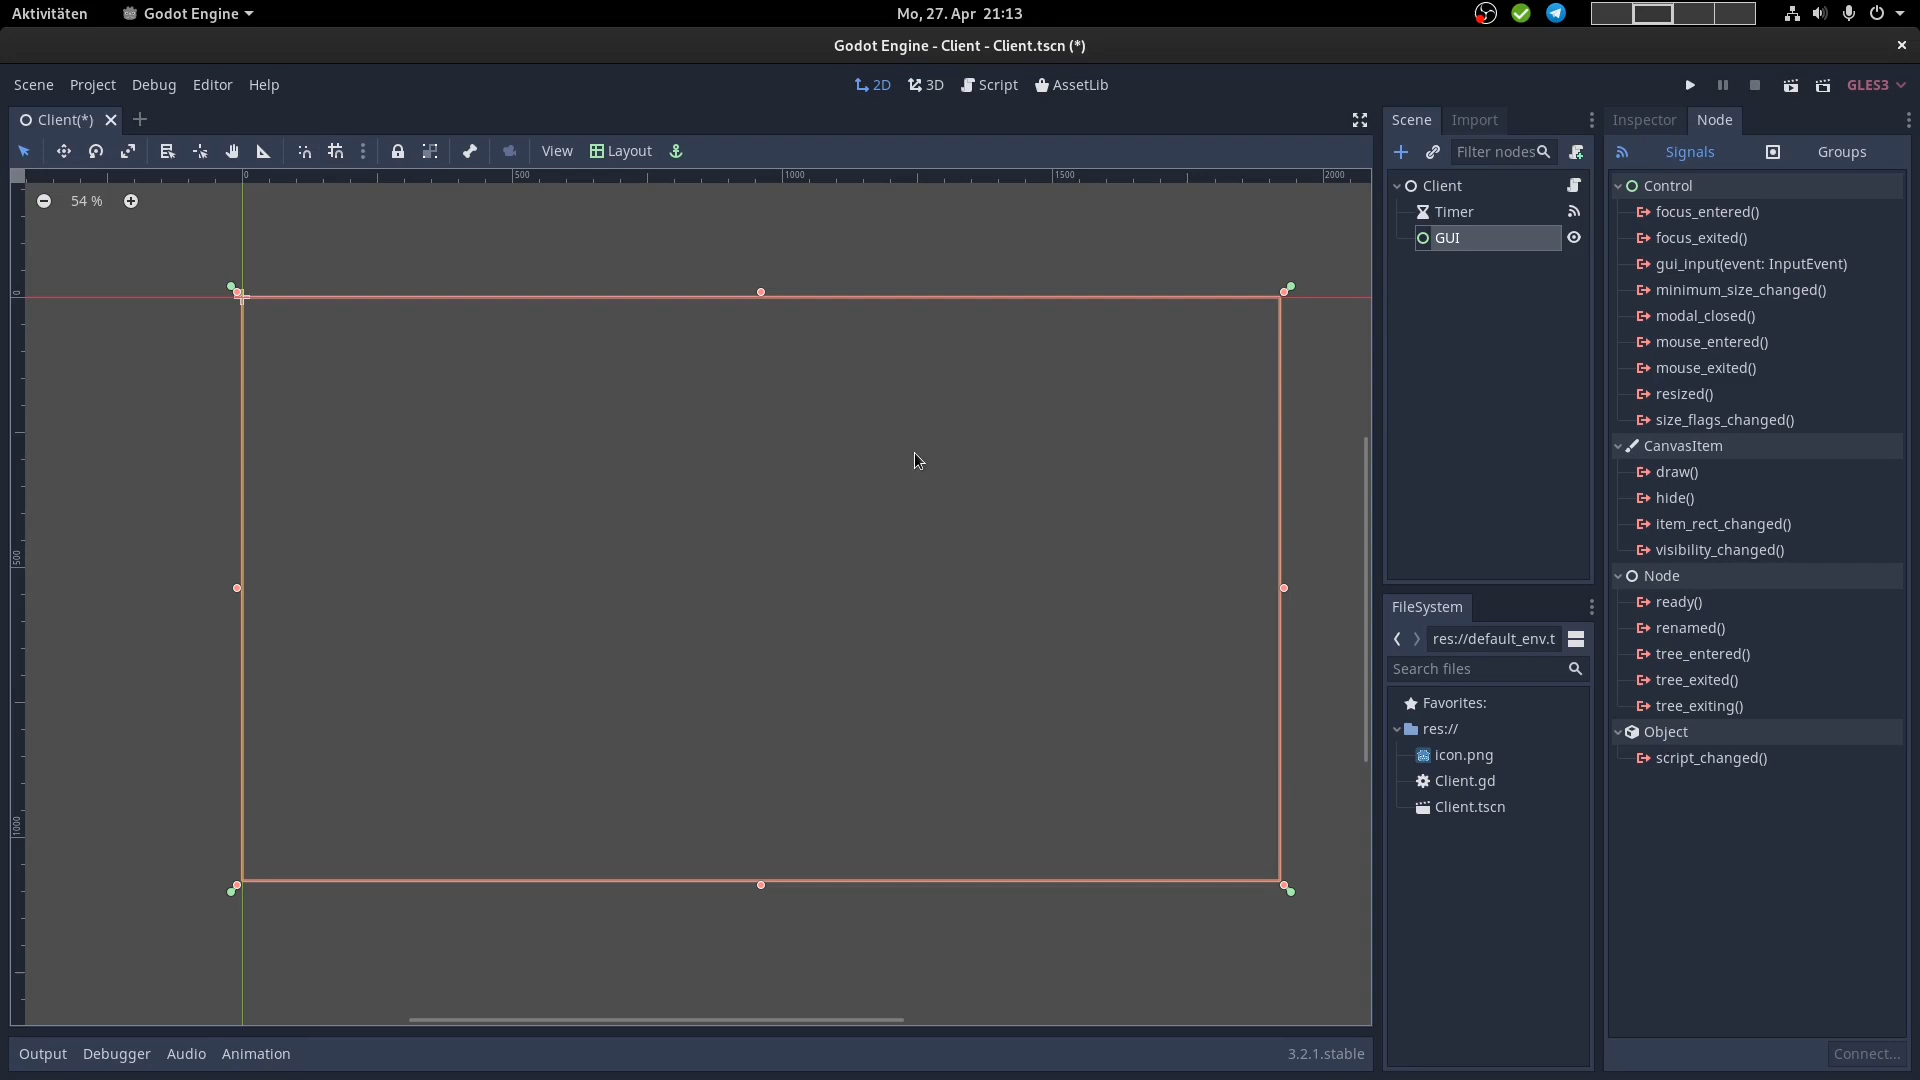 Aktivitäten
Godot Engine
Mo, 27. Apr 21:13
Godot Engine - Client - Client.tscn (*)
Scene Project Debug Editor Help
2D 3D Script AssetLib
GLES3
Client(*)
View Layout
0 500 1000 1500 2000
54 %
0
500
1000
Output Debugger Audio Animation
3.2.1.stable
Scene Import
Filter nodes
Client
Timer
GUI
FileSystem
res://default_env.t
Search files
Favorites:
res://
icon.png
Client.gd
Client.tscn
Inspector Node
Signals Groups
Control
focus_entered()
focus_exited()
gui_input(event: InputEvent)
minimum_size_changed()
modal_closed()
mouse_entered()
mouse_exited()
resized()
size_flags_changed()
CanvasItem
draw()
hide()
item_rect_changed()
visibility_changed()
Node
ready()
renamed()
tree_entered()
tree_exited()
tree_exiting()
Object
script_changed()
Connect...